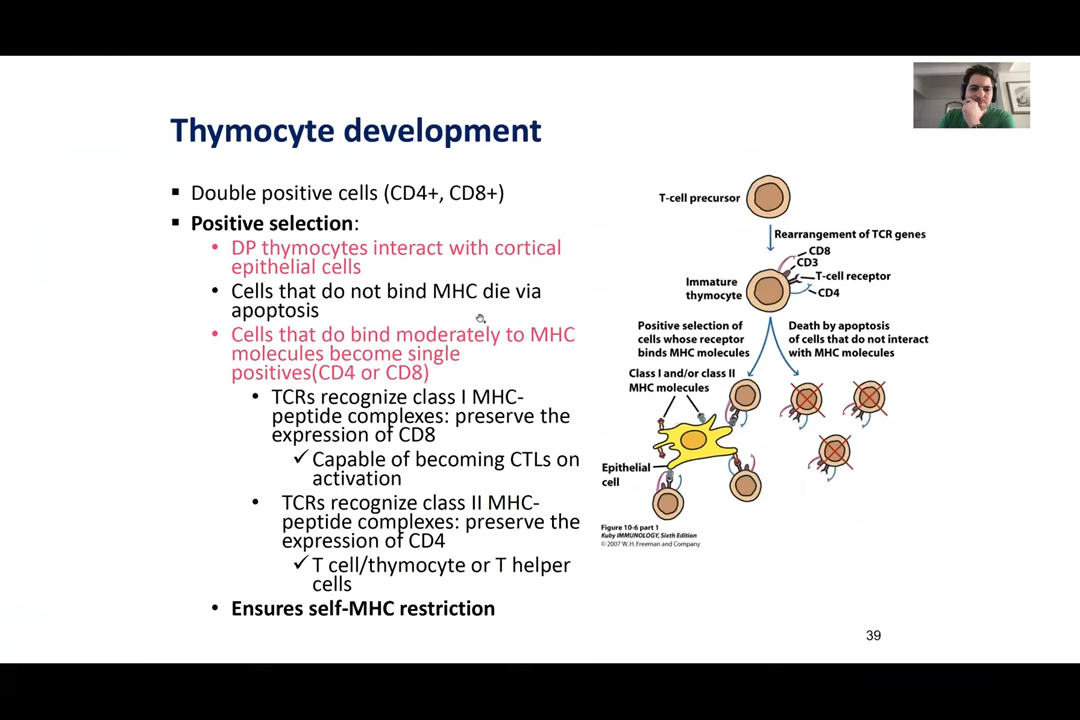 Thymocyte development
▪ Double positive cells (CD4+, CD8+)
▪ Positive selection:
• DP thymocytes interact with cortical
epithelial cells
• Cells that do not bind MHC die via
apoptosis
• Cells that do bind moderately to MHC
molecules become single
positives(CD4 or CD8)
• TCRs recognize class I MHC-
peptide complexes: preserve the
expression of CD8
✓Capable of becoming CTLs on
activation
• TCRs recognize class II MHC-
peptide complexes: preserve the
expression of CD4
✓T cell/thymocyte or T helper
cells
• Ensures self-MHC restriction
T-cell precursor
Rearrangement of TCR genes
CD8
CD3
T-cell receptor
CD4
Immature
thymocyte
Positive selection of
cells whose receptor
binds MHC molecules
Death by apoptosis
of cells that do not interact
with MHC molecules
Class I and/or class II
MHC molecules
Epithelial
cell
Figure 10-6 part 1
Kuby IMMUNOLOGY, Sixth Edition
© 2007 W. H. Freeman and Company
39